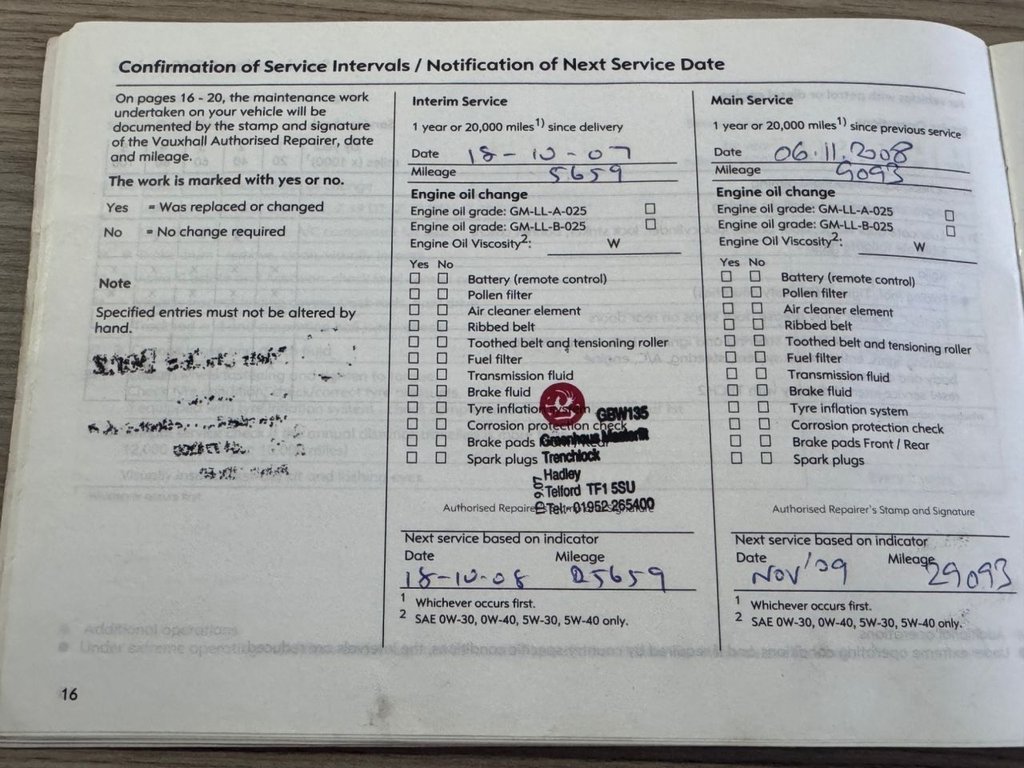 Confirmation of Service Intervals / Notification of Next Service Date
On pages 16 - 20, the maintenance work
undertaken on your vehicle will be
documented by the stamp and signature
of the Vauxhall Authorised Repairer, date
and mileage.
The work is marked with yes or no.
Yes = Was replaced or changed
No = No change required
Note
Specified entries must not be altered by
hand.
Interim Service
1 year or 20,000 miles1) since delivery
Date 18-10-07
Mileage 5659
Engine oil change
Engine oil grade: GM-LL-A-025
Engine oil grade: GM-LL-B-025
Engine Oil Viscosity2: W
Yes No
Battery (remote control)
Pollen filter
Air cleaner element
Ribbed belt
Toothed belt and tensioning roller
Fuel filter
Transmission fluid
Brake fluid
Tyre inflation system
Corrosion protection check
Brake pads
Spark plugs
GBW135
Trenchlock
Hadley
Telford TF1 5SU
Tel: 01952 265400
Authorised Repairer's Signature
Next service based on indicator
Date Mileage
18-10-08 25659
1 Whichever occurs first.
2 SAE 0W-30, 0W-40, 5W-30, 5W-40 only.
Main Service
1 year or 20,000 miles1) since previous service
Date 06.11.2008
Mileage 9093
Engine oil change
Engine oil grade: GM-LL-A-025
Engine oil grade: GM-LL-B-025
Engine Oil Viscosity2: W
Yes No
Battery (remote control)
Pollen filter
Air cleaner element
Ribbed belt
Toothed belt and tensioning roller
Fuel filter
Transmission fluid
Brake fluid
Tyre inflation system
Corrosion protection check
Brake pads Front / Rear
Spark plugs
Authorised Repairer's Stamp and Signature
Next service based on indicator
Date Mileage
Nov '09 29093
1 Whichever occurs first.
2 SAE 0W-30, 0W-40, 5W-30, 5W-40 only.
16